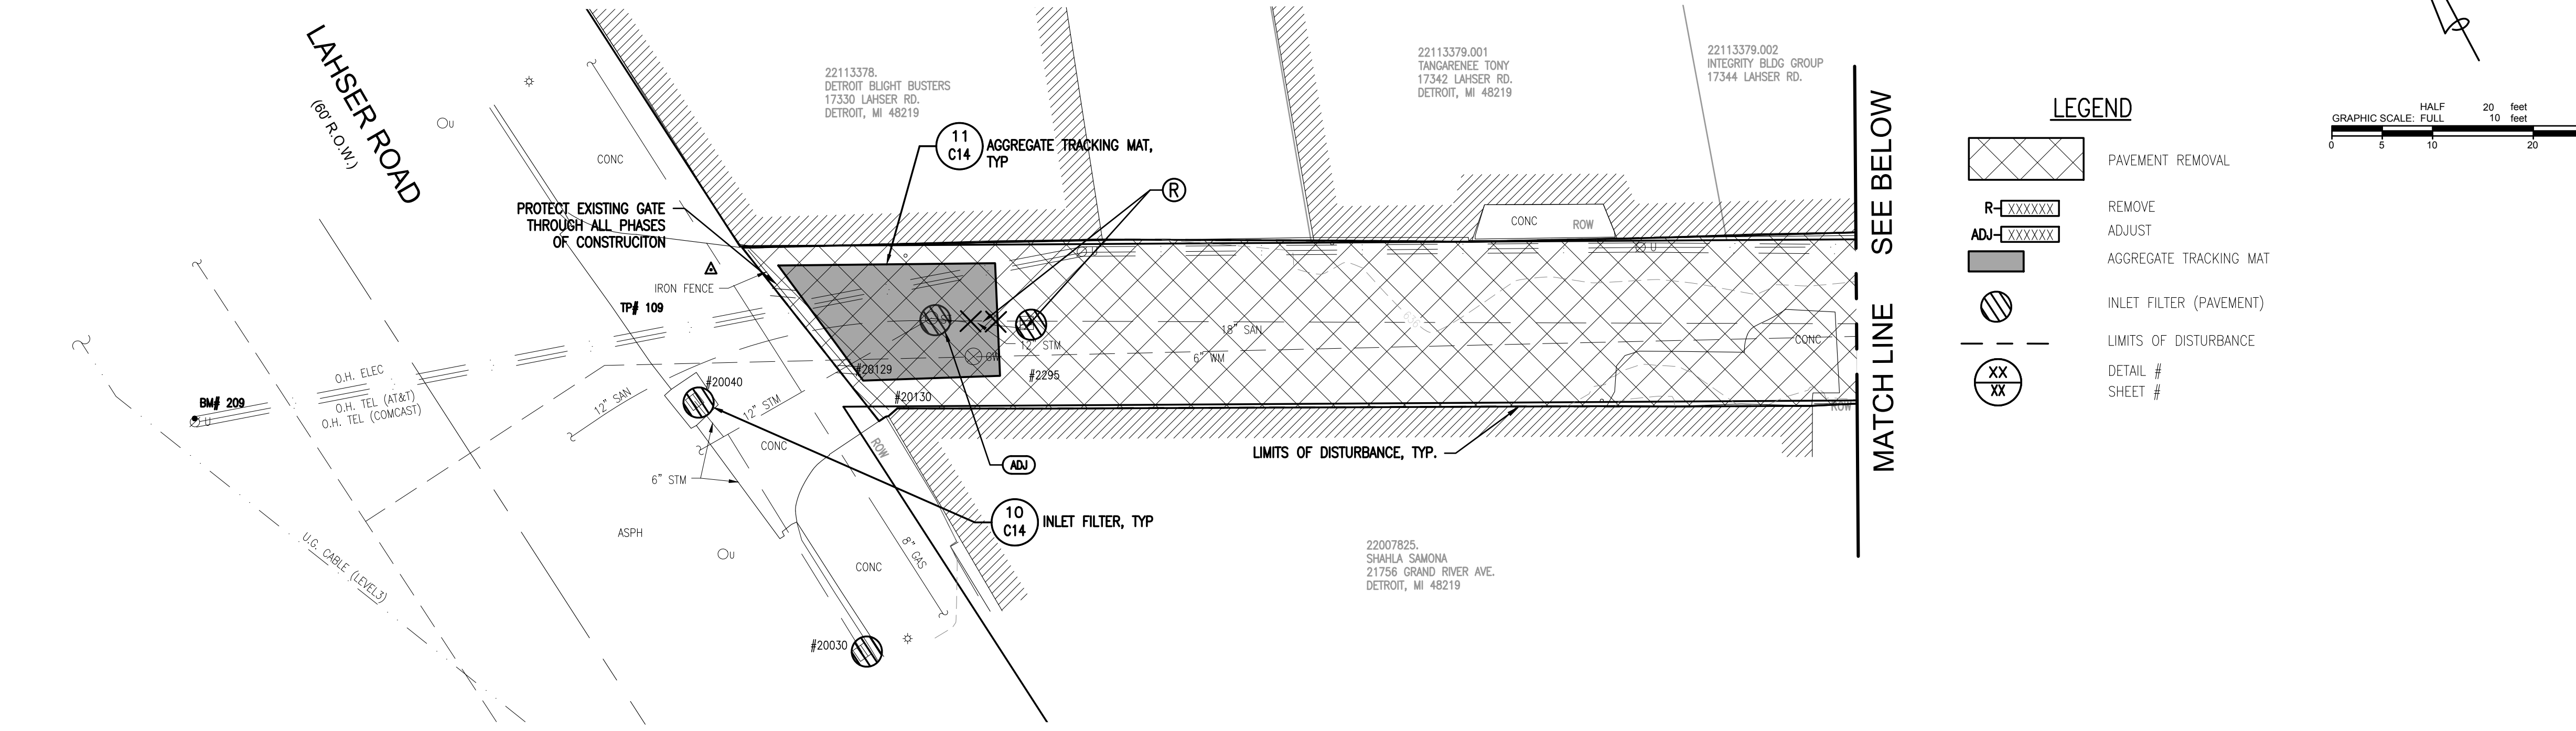 LAHSER ROAD
(60' R.O.W.)
U
CONC
22113378.
DETROIT BLIGHT BUSTERS
17330 LAHSER RD.
DETROIT, MI 48219
11
C14
AGGREGATE TRACKING MAT,
TYP
R
PROTECT EXISTING GATE
THROUGH ALL PHASES
OF CONSTRUCITON
IRON FENCE
TP# 109
22113379.001
TANGARENEE TONY
17342 LAHSER RD.
DETROIT, MI 48219
22113379.002
INTEGRITY BLDG GROUP
17344 LAHSER RD.
CONC
ROW
U
18" SAN
12" STM
GW
6" WM
CONC
#20129
#2295
#20130
ROW
O.H. ELEC
O.H. TEL (AT&T)
O.H. TEL (COMCAST)
BM# 209
U
12" SAN
#20040
12" STM
CONC
ROW
6" STM
ADJ
LIMITS OF DISTURBANCE, TYP.
10
C14
INLET FILTER, TYP
ASPH
U
U.G. CABLE (LEVEL3)
8" GAS
CONC
#20030
22007825.
SHAHLA SAMONA
21756 GRAND RIVER AVE.
DETROIT, MI 48219
MATCH LINE SEE BELOW
LEGEND
PAVEMENT REMOVAL
R XXXXXX REMOVE
ADJ XXXXXX ADJUST
AGGREGATE TRACKING MAT
INLET FILTER (PAVEMENT)
LIMITS OF DISTURBANCE
XX
XX
DETAIL #
SHEET #
HALF 20 feet
GRAPHIC SCALE: FULL 10 feet
0 5 10 20